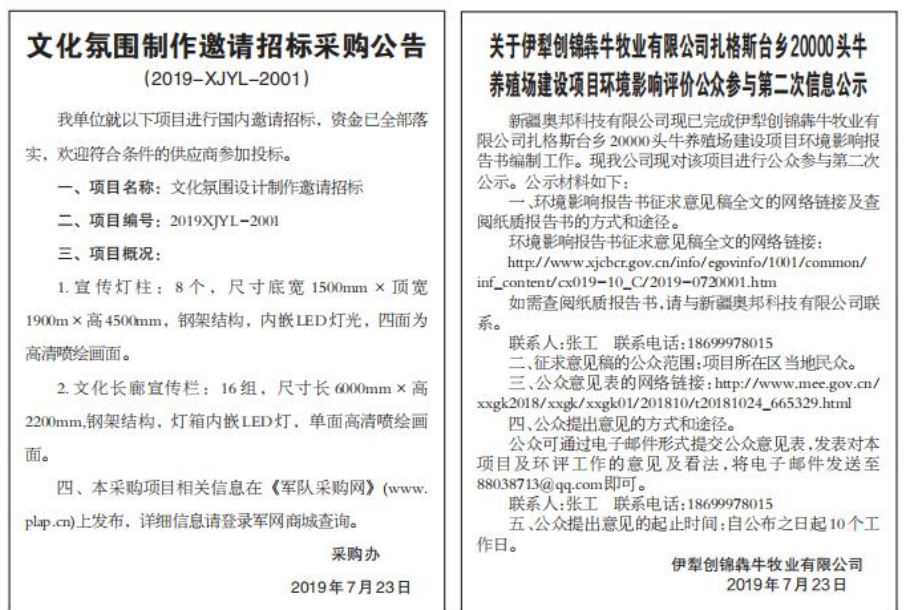 文化氛围制作邀请招标采购公告
(2019-XJYL-2001)
我单位就以下项目进行国内邀请招标，资金已全部落
实，欢迎符合条件的供应商参加投标。
一、项目名称：文化氛围设计制作邀请招标
二、项目编号：2019XJYL-2001
三、项目概况：
1.宣传灯柱：8个，尺寸底宽1500mm×顶宽
1900m×高4500mm，钢架结构，内嵌LED灯光，四面为
高清喷绘画面。
2.文化长廊宣传栏：16组，尺寸长6000mm×高
2200mm,钢架结构，灯箱内嵌LED灯，单面高清喷绘画
面。
四、本采购项目相关信息在《军队采购网》(www.
plap.cn)上发布，详细信息请登录军网商城查询。
采购办
2019年7月23日
关于伊犁创锦犇牛牧业有限公司扎格斯台乡20000头牛
养殖场建设项目环境影响评价公众参与第二次信息公示
新疆奥邦科技有限公司现已完成伊犁创锦犇牛牧业有
限公司扎格斯台乡20000头牛养殖场建设项目环境影响报
告书编制工作。现我公司现对该项目进行公众参与第二次
公示。公示材料如下：
一、环境影响报告书征求意见稿全文的网络链接及查
阅纸质报告书的方式和途径。
环境影响报告书征求意见稿全文的网络链接：
http://www.xjcbcr.gov.cn/info/egovinfo/1001/common/
inf_content/cx019-10_C/2019-0720001.htm
如需查阅纸质报告书,请与新疆奥邦科技有限公司联
系。
联系人:张工 联系电话:18699978015
二、征求意见稿的公众范围:项目所在区当地民众。
三、公众意见表的网络链接:http://www.mee.gov.cn/
xxgk2018/xxgk/xxgk01/201810/t20181024_665329.html
四、公众提出意见的方式和途径。
公众可通过电子邮件形式提交公众意见表,发表对本
项目及环评工作的意见及看法,将电子邮件发送至
88038713@qq.com即可。
联系人:张工 联系电话:18699978015
五、公众提出意见的起止时间:自公布之日起10个工
作日。
伊犁创锦犇牛牧业有限公司
2019年7月23日